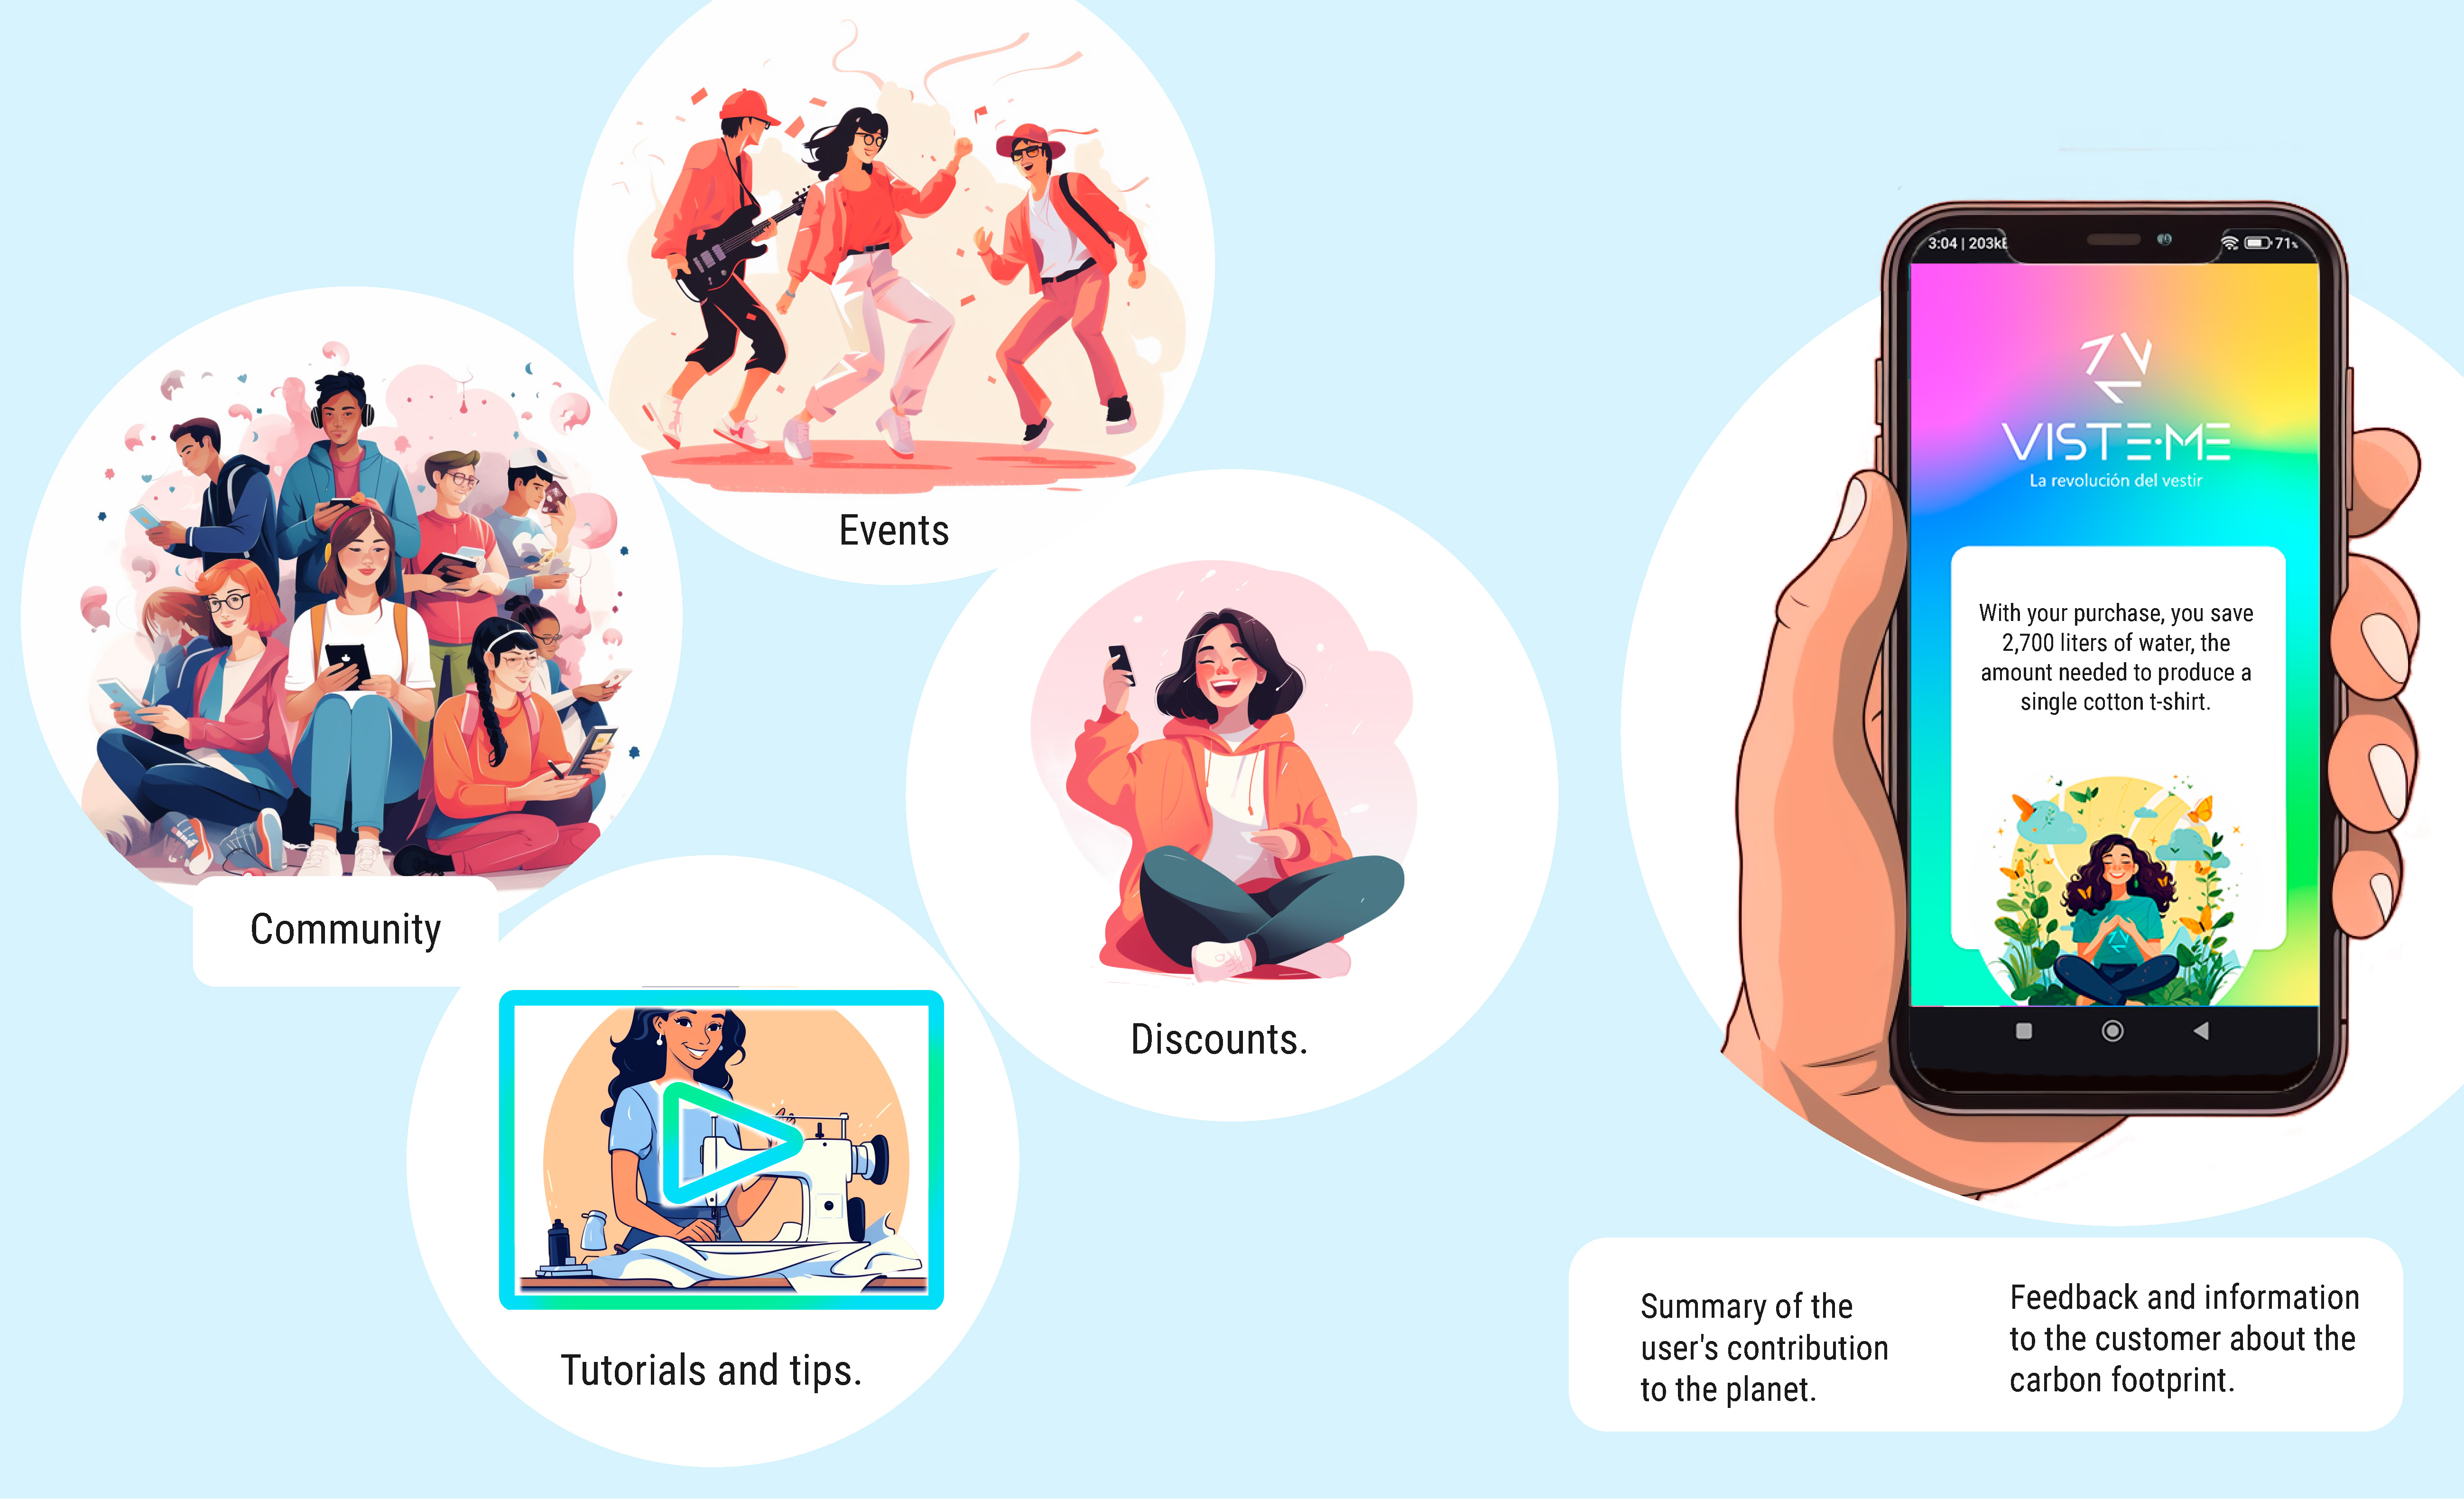 Events
Community
Discounts.
Tutorials and tips.
3:04 | 203kB
71%
VISTE·ME
La revolución del vestir
With your purchase, you save
2,700 liters of water, the
amount needed to produce a
single cotton t-shirt.
Summary of the
user's contribution
to the planet.
Feedback and information
to the customer about the
carbon footprint.